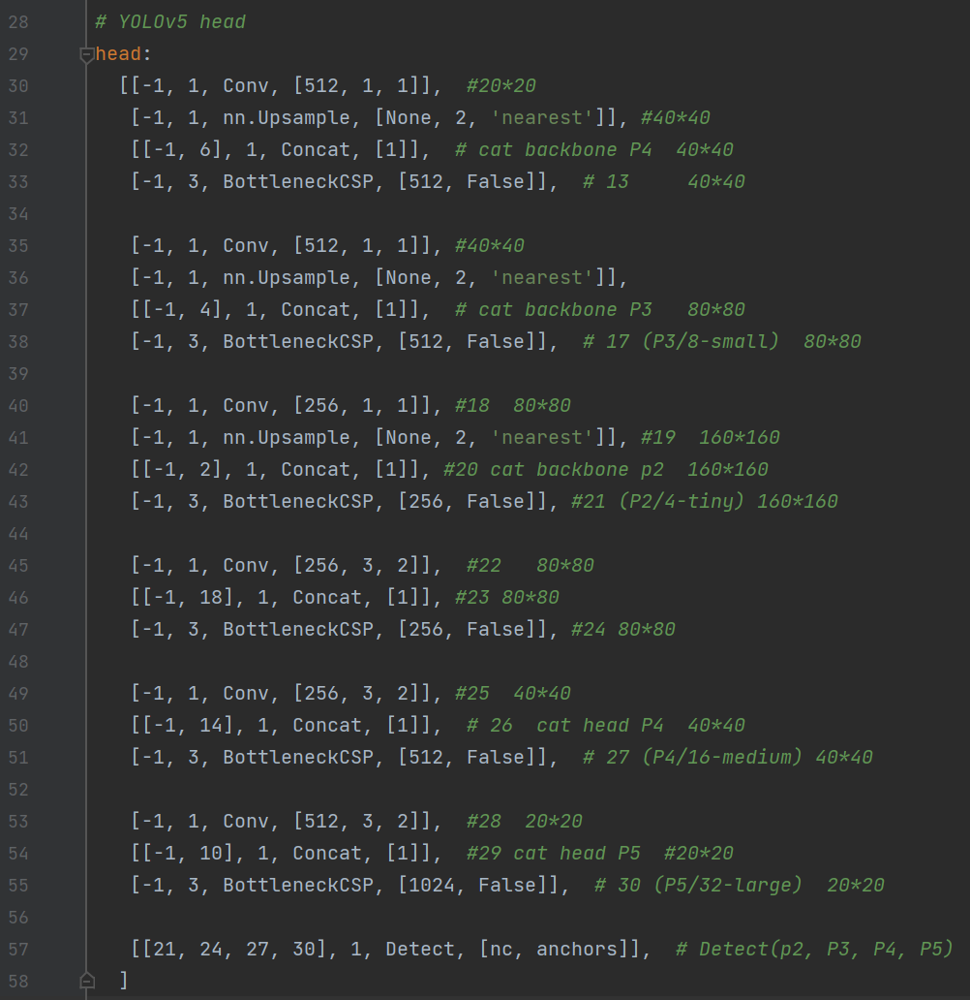 28 # YOLOv5 head
29 head:
30 [[-1, 1, Conv, [512, 1, 1]],  #20*20
31 [-1, 1, nn.Upsample, [None, 2, 'nearest']], #40*40
32 [[-1, 6], 1, Concat, [1]],  # cat backbone P4  40*40
33 [-1, 3, BottleneckCSP, [512, False]],  # 13     40*40
34
35 [-1, 1, Conv, [512, 1, 1]], #40*40
36 [-1, 1, nn.Upsample, [None, 2, 'nearest']],
37 [[-1, 4], 1, Concat, [1]],  # cat backbone P3   80*80
38 [-1, 3, BottleneckCSP, [512, False]],  # 17 (P3/8-small)  80*80
39
40 [-1, 1, Conv, [256, 1, 1]], #18  80*80
41 [-1, 1, nn.Upsample, [None, 2, 'nearest']], #19  160*160
42 [[-1, 2], 1, Concat, [1]], #20 cat backbone p2  160*160
43 [-1, 3, BottleneckCSP, [256, False]], #21 (P2/4-tiny) 160*160
44
45 [-1, 1, Conv, [256, 3, 2]],  #22   80*80
46 [[-1, 18], 1, Concat, [1]], #23 80*80
47 [-1, 3, BottleneckCSP, [256, False]], #24 80*80
48
49 [-1, 1, Conv, [256, 3, 2]], #25  40*40
50 [[-1, 14], 1, Concat, [1]],  # 26  cat head P4  40*40
51 [-1, 3, BottleneckCSP, [512, False]],  # 27 (P4/16-medium) 40*40
52
53 [-1, 1, Conv, [512, 3, 2]],  #28  20*20
54 [[-1, 10], 1, Concat, [1]],  #29 cat head P5  #20*20
55 [-1, 3, BottleneckCSP, [1024, False]],  # 30 (P5/32-large)  20*20
56
57 [[21, 24, 27, 30], 1, Detect, [nc, anchors]],  # Detect(p2, P3, P4, P5)
58 ]